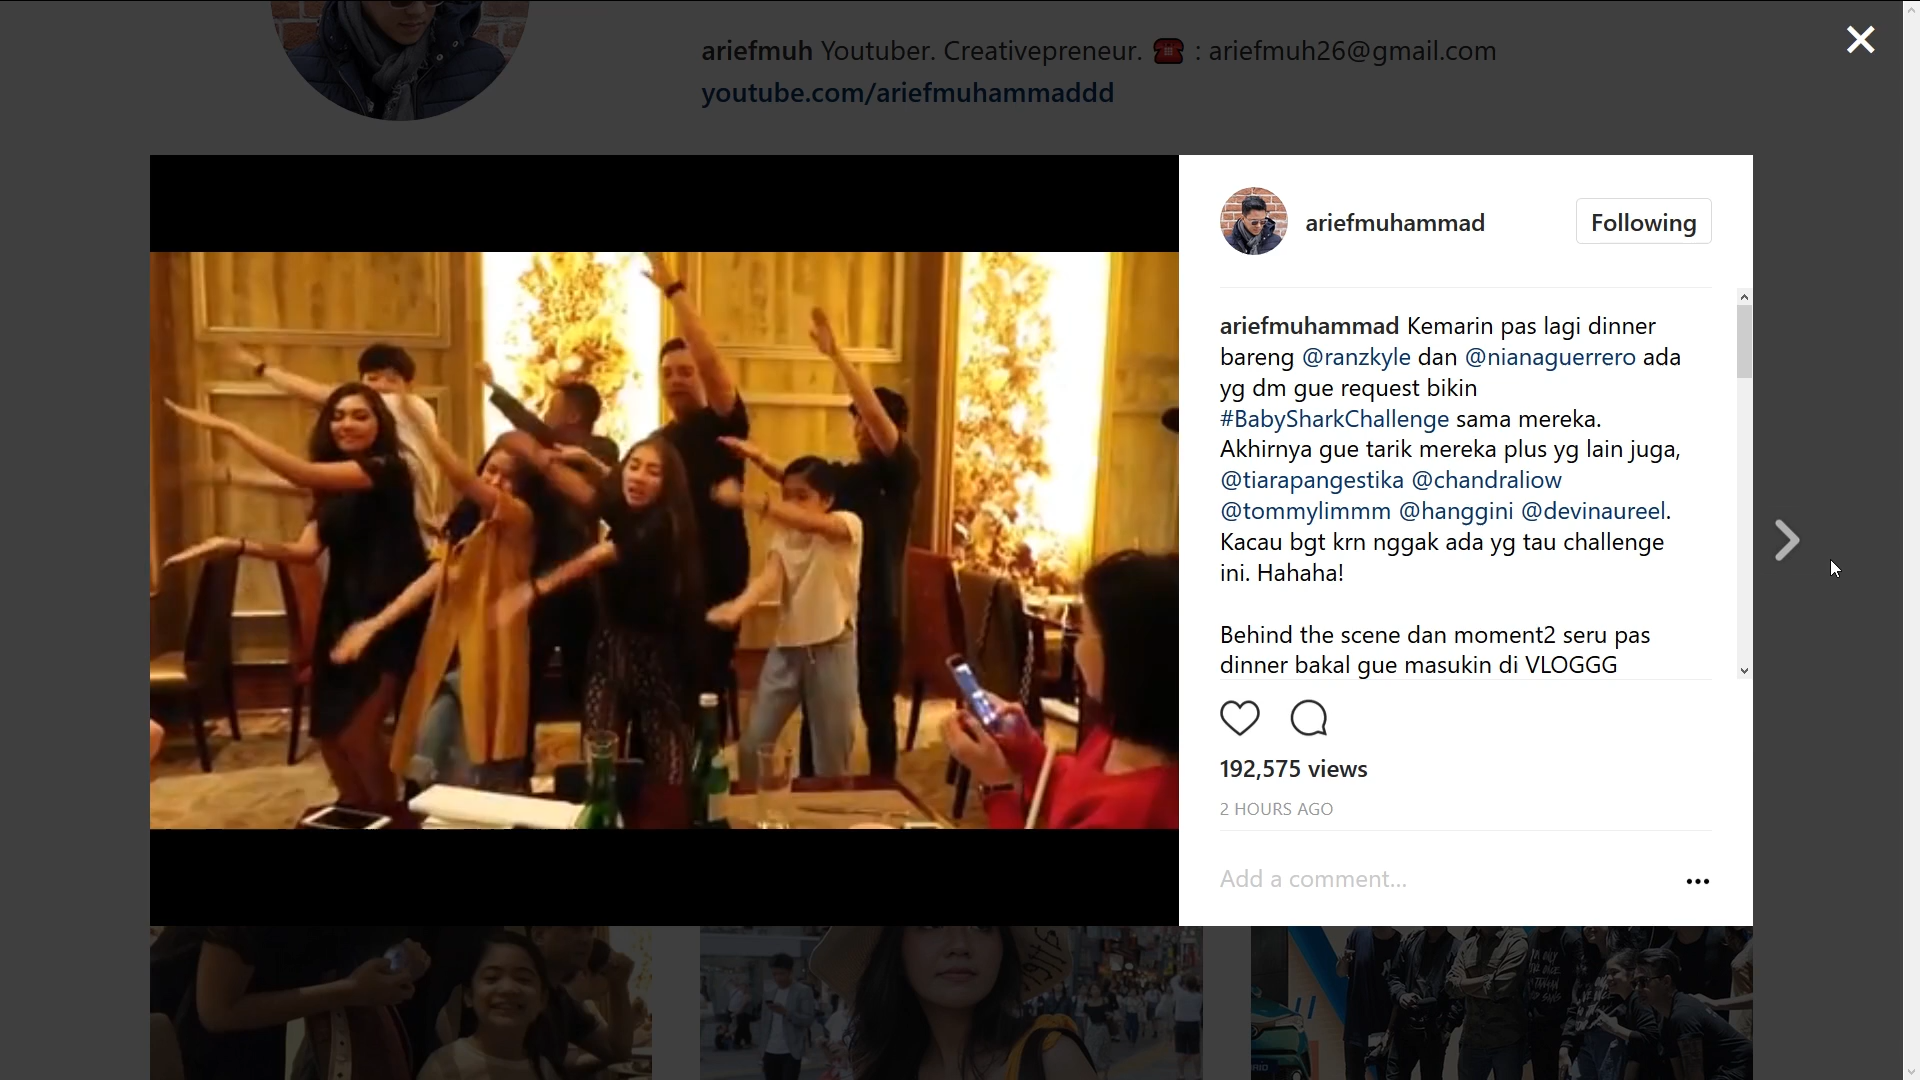 ariefmuh Youtuber. Creativepreneur. ☎️ : ariefmuh26@gmail.com
youtube.com/ariefmuhammaddd
ariefmuhammad
Following
ariefmuhammad Kemarin pas lagi dinner
bareng @ranzkyle dan @nianaguerrero ada
yg dm gue request bikin
#BabySharkChallenge sama mereka.
Akhirnya gue tarik mereka plus yg lain juga,
@tiarapangestika @chandraliow
@tommylimmm @hanggini @devinaureel.
Kacau bgt krn nggak ada yg tau challenge
ini. Hahaha!
Behind the scene dan moment2 seru pas
dinner bakal gue masukin di VLOGGG
192,575 views
2 HOURS AGO
Add a comment...